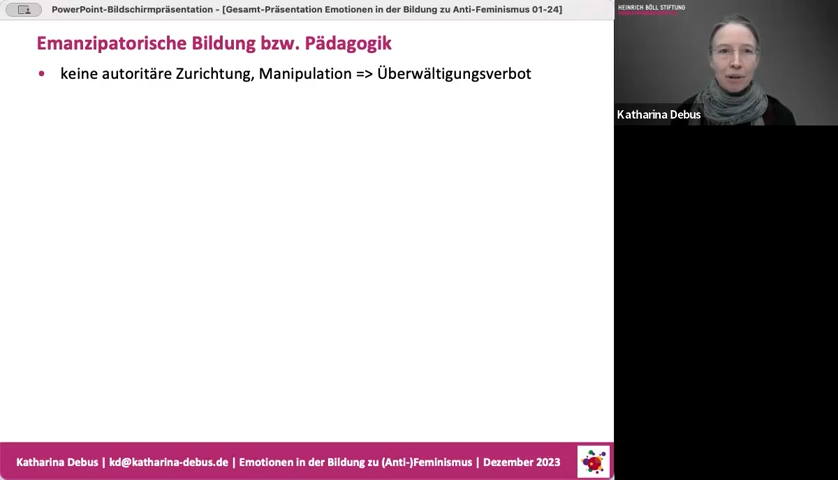 PowerPoint-Bildschirmpräsentation - [Gesamt-Präsentation Emotionen in der Bildung zu Anti-Feminismus 01-24]
HEINRICH BÖLL STIFTUNG
Emanzipatorische Bildung bzw. Pädagogik
• keine autoritäre Zurichtung, Manipulation => Überwältigungsverbot
Katharina Debus
Katharina Debus | kd@katharina-debus.de | Emotionen in der Bildung zu (Anti-)Feminismus | Dezember 2023